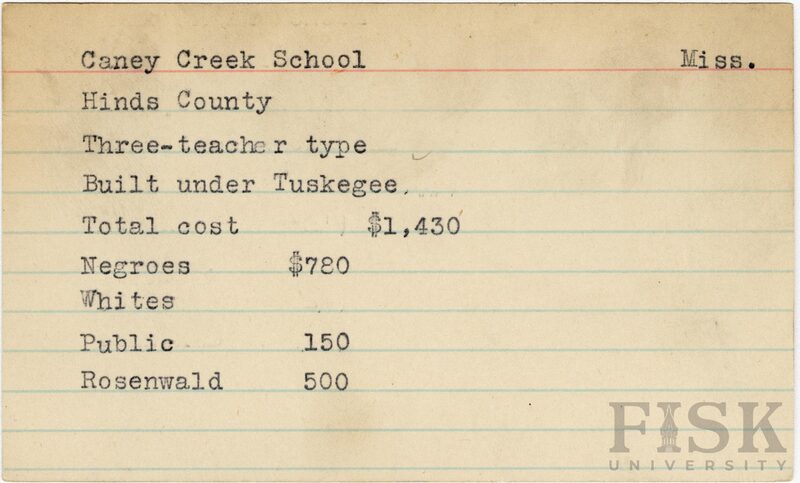 Caney Creek School Miss.
Hinds County
Three-teacher type
Built under Tuskegee.
Total cost $1,430
Negroes $780
Whites
Public 150
Rosenwald 500
FISK
UNIVERSITY